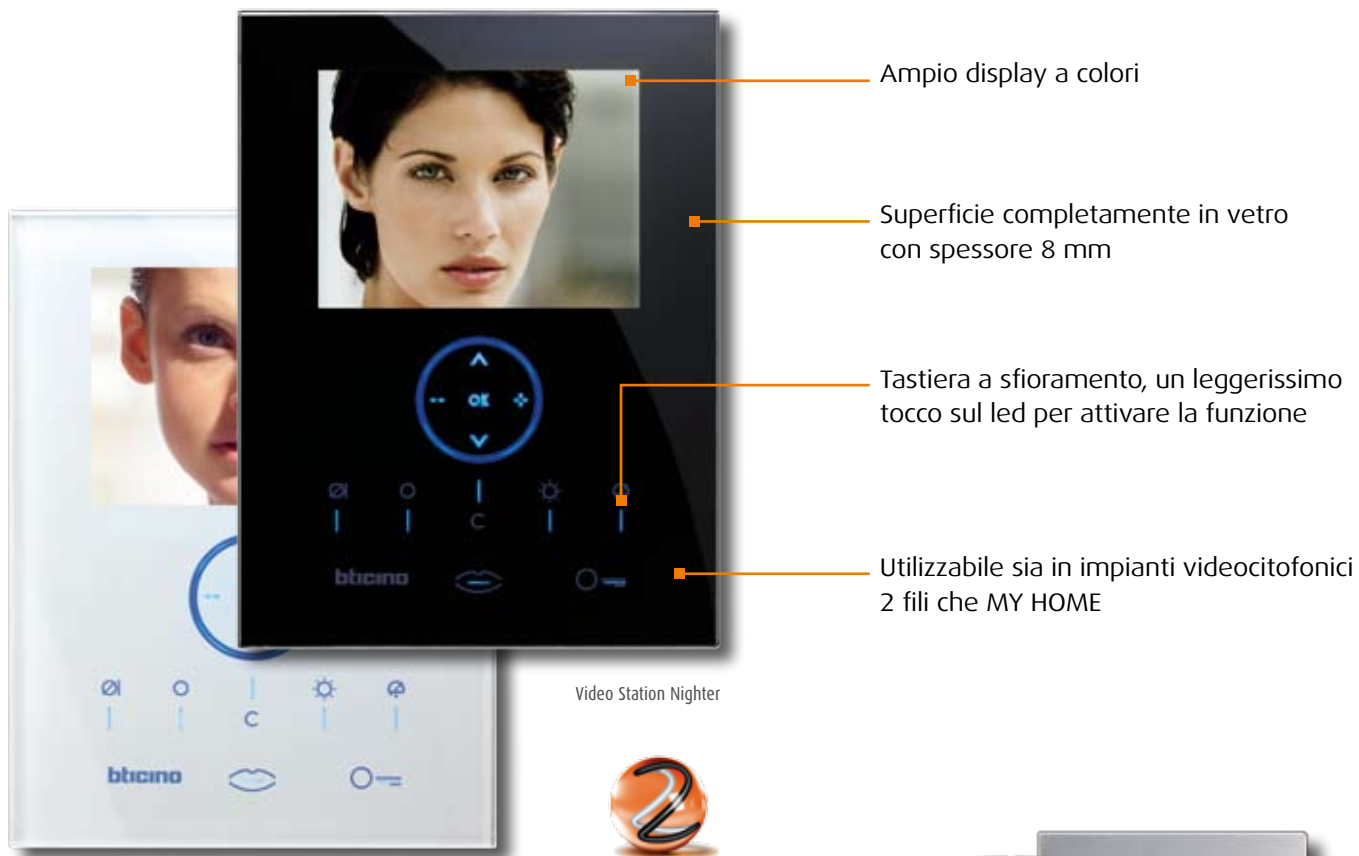 Ampio display a colori
Superficie completamente in vetro
con spessore 8 mm
Tastiera a sfioramento, un leggerissimo
tocco sul led per attivare la funzione
Utilizzabile sia in impianti videocitofonici
2 fili che MY HOME
OK
C
bticino
Video Station Nighter
C
bticino
2